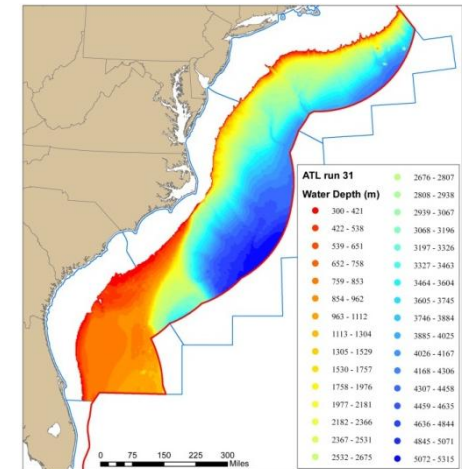 ATL run 31
Water Depth (m)
300 - 421
422 - 538
539 - 651
652 - 758
759 - 853
854 - 962
963 - 1112
1113 - 1304
1305 - 1529
1530 - 1757
1758 - 1976
1977 - 2181
2182 - 2366
2367 - 2531
2532 - 2675
2676 - 2807
2808 - 2938
2939 - 3067
3068 - 3196
3197 - 3326
3327 - 3463
3464 - 3604
3605 - 3745
3746 - 3884
3885 - 4025
4026 - 4167
4168 - 4306
4307 - 4458
4459 - 4635
4636 - 4844
4845 - 5071
5072 - 5315
0 75 150 225 300
Miles